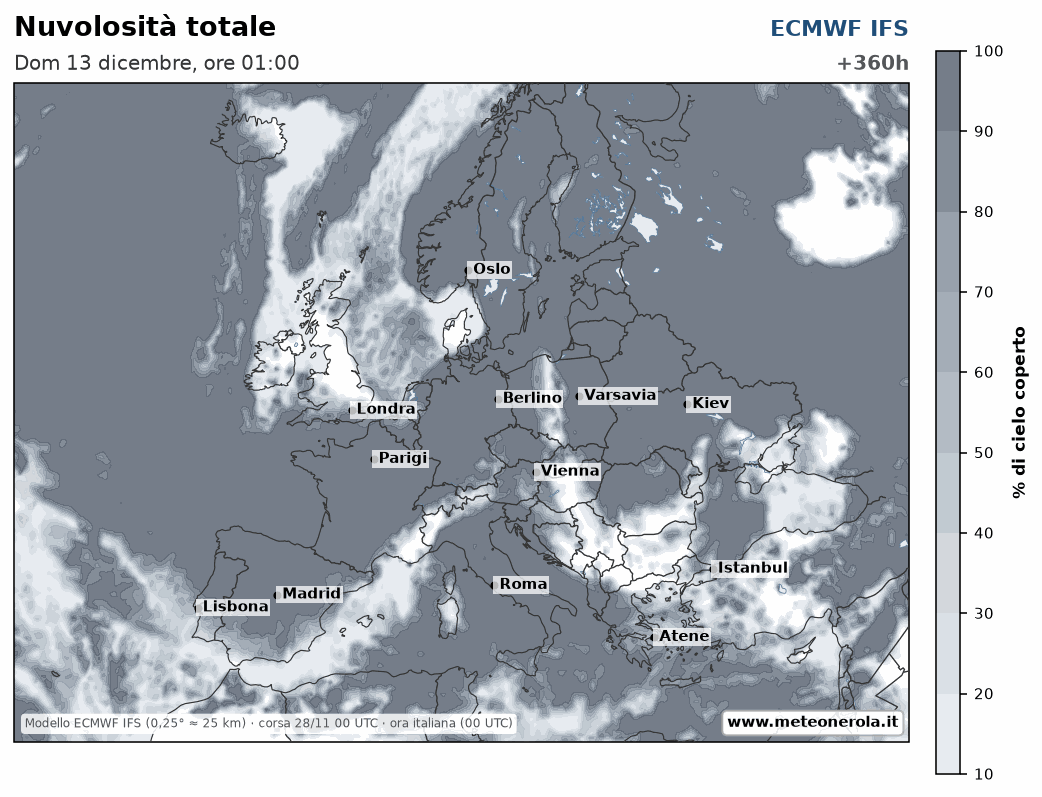 Nuvolosità totale
ECMWF IFS
Dom 13 dicembre, ore 01:00
+360h
100
90
80
70
60
50
40
30
20
10
% di cielo coperto
Oslo
Londra
Berlino
Varsavia
Kiev
Parigi
Vienna
Istanbul
Madrid
Roma
Lisbona
Atene
Modello ECMWF IFS (0,25° ≈ 25 km) · corsa 28/11 00 UTC · ora italiana (00 UTC)
www.meteonerola.it